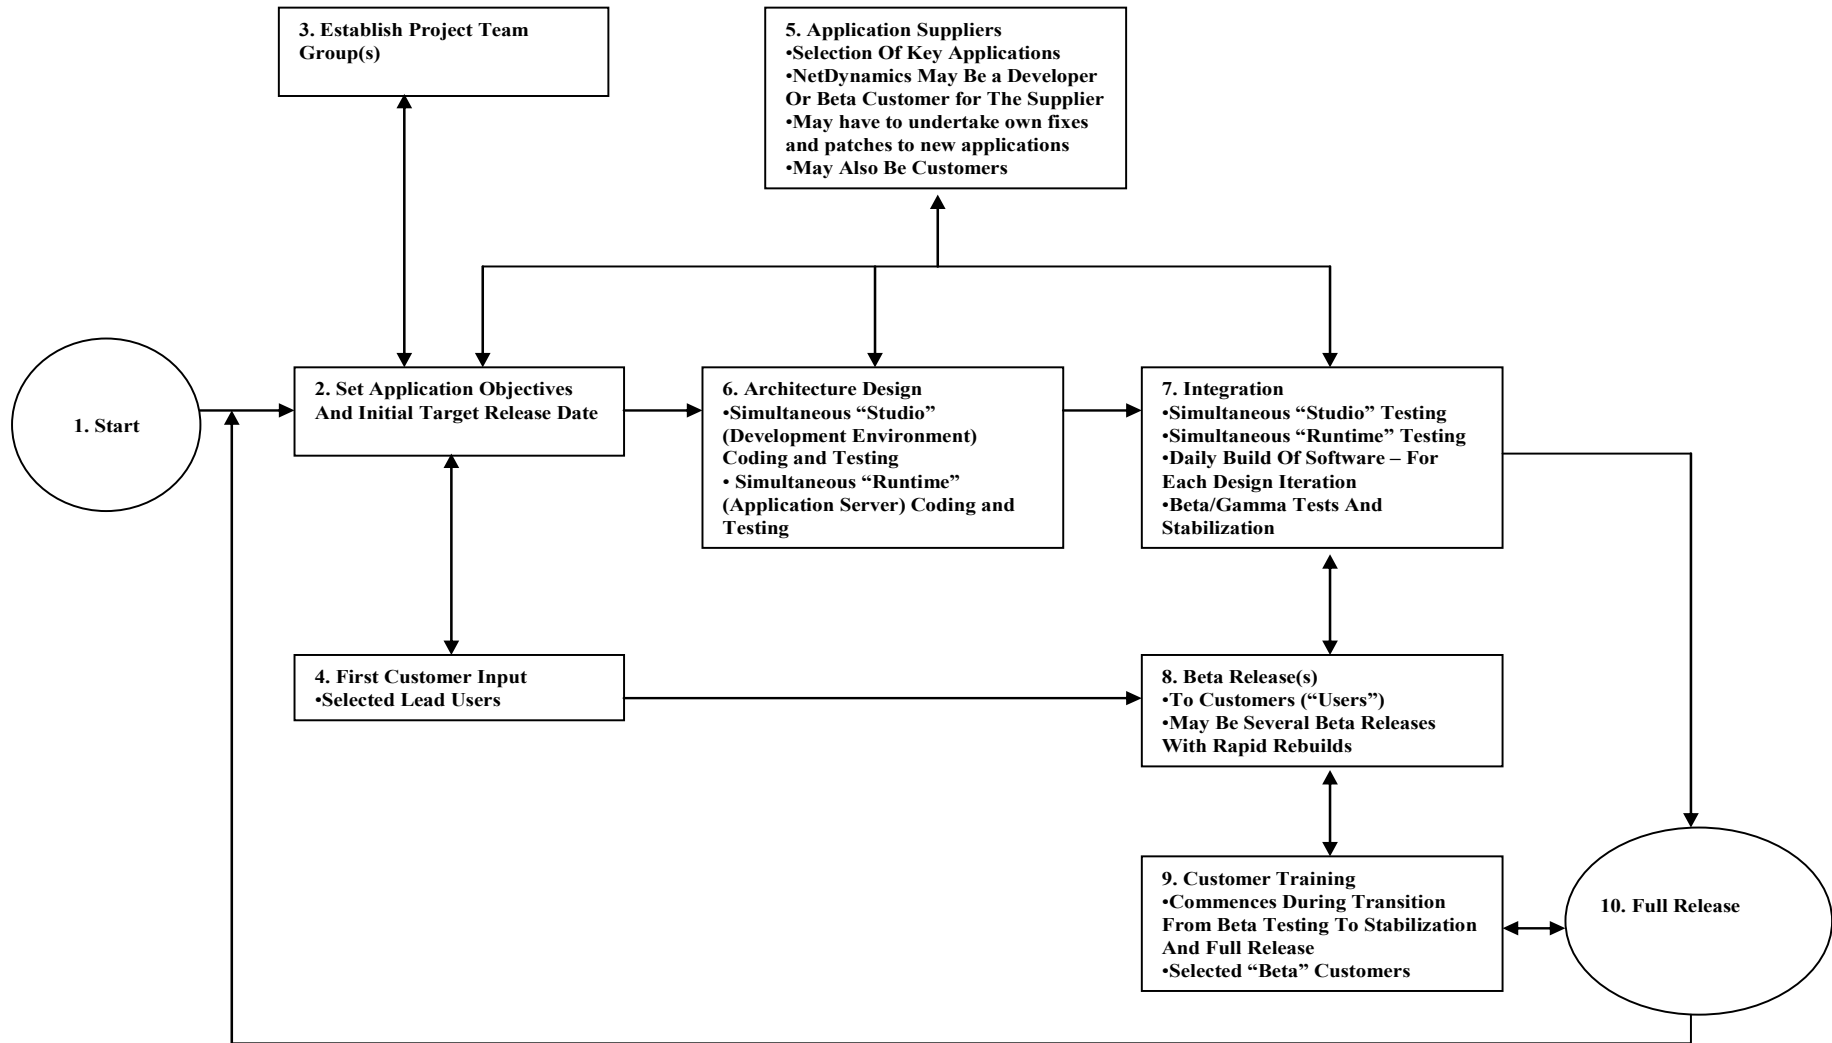 3. Establish Project Team
Group(s)
5. Application Suppliers
•Selection Of Key Applications
•NetDynamics May Be a Developer
Or Beta Customer for The Supplier
•May have to undertake own fixes
and patches to new applications
•May Also Be Customers
1. Start
2. Set Application Objectives
And Initial Target Release Date
6. Architecture Design
•Simultaneous “Studio”
(Development Environment)
Coding and Testing
• Simultaneous “Runtime”
(Application Server) Coding and
Testing
7. Integration
•Simultaneous “Studio” Testing
•Simultaneous “Runtime” Testing
•Daily Build Of Software – For
Each Design Iteration
•Beta/Gamma Tests And
Stabilization
4. First Customer Input
•Selected Lead Users
8. Beta Release(s)
•To Customers (“Users”)
•May Be Several Beta Releases
With Rapid Rebuilds
9. Customer Training
•Commences During Transition
From Beta Testing To Stabilization
And Full Release
•Selected “Beta” Customers
10. Full Release